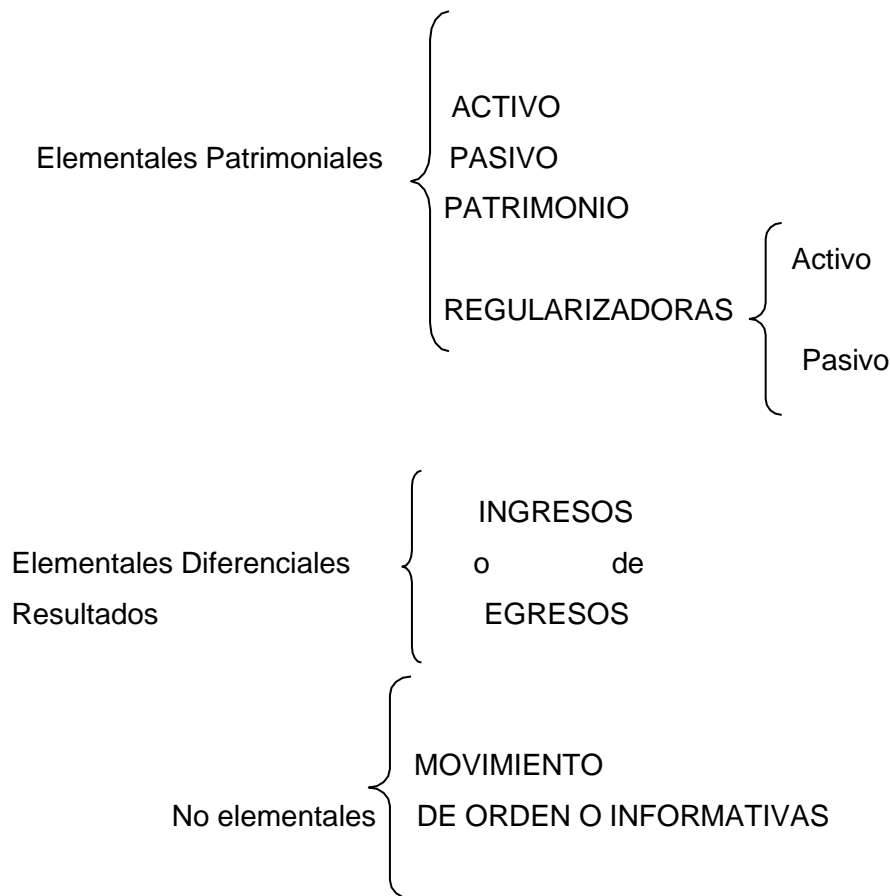 ACTIVO
Elementales Patrimoniales PASIVO
PATRIMONIO
Activo
REGULARIZADORAS
Pasivo
INGRESOS
Elementales Diferenciales o de
Resultados EGRESOS
MOVIMIENTO
No elementales DE ORDEN O INFORMATIVAS